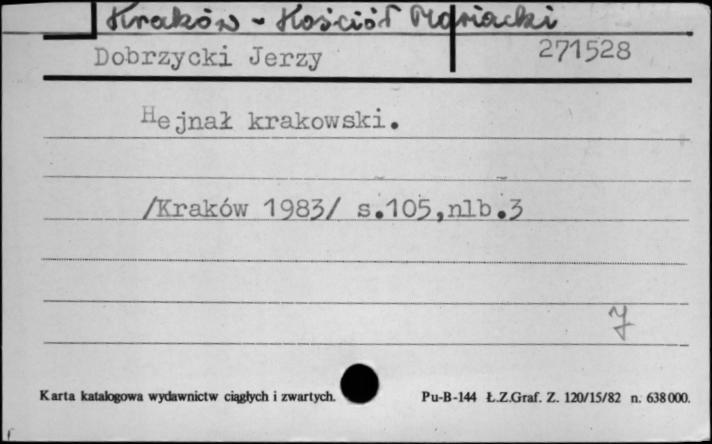 Kraków - Kościół Mariacki
Dobrzycki Jerzy 271528
Hejnał krakowski.
/Kraków 1983/ s.105,nlb.3
J
Karta katalogowa wydawnictw ciągłych i zwartych. Pu-B-144 Ł.Z.Graf. Z. 120/15/82 n. 638000.